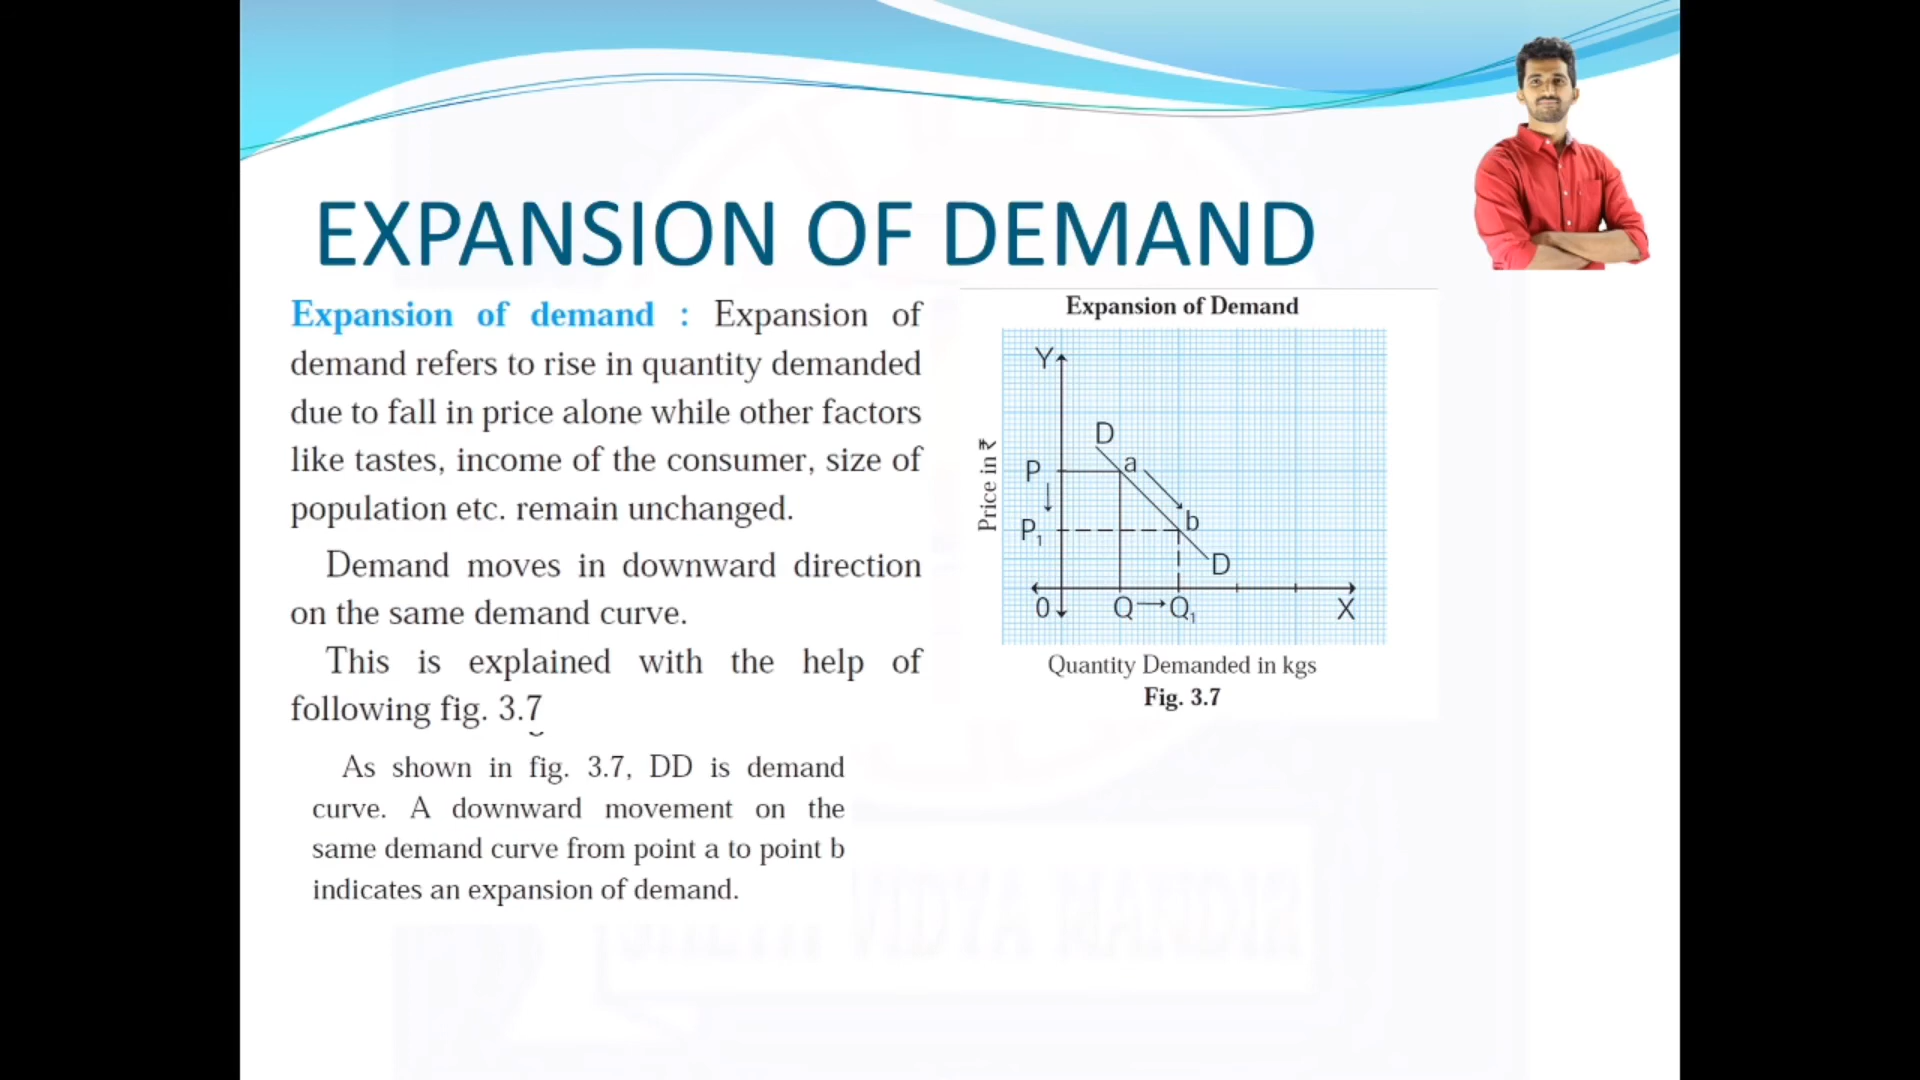 EXPANSION OF DEMAND
Expansion of demand : Expansion of
demand refers to rise in quantity demanded
due to fall in price alone while other factors
like tastes, income of the consumer, size of
population etc. remain unchanged.
Demand moves in downward direction
on the same demand curve.
This is explained with the help of
following fig. 3.7
As shown in fig. 3.7, DD is demand
curve. A downward movement on the
same demand curve from point a to point b
indicates an expansion of demand.
Expansion of Demand
Y
D
P a
Price in ₹
P₁ b
D
0 Q Q₁ X
Quantity Demanded in kgs
Fig. 3.7
VIDYA MANDIR